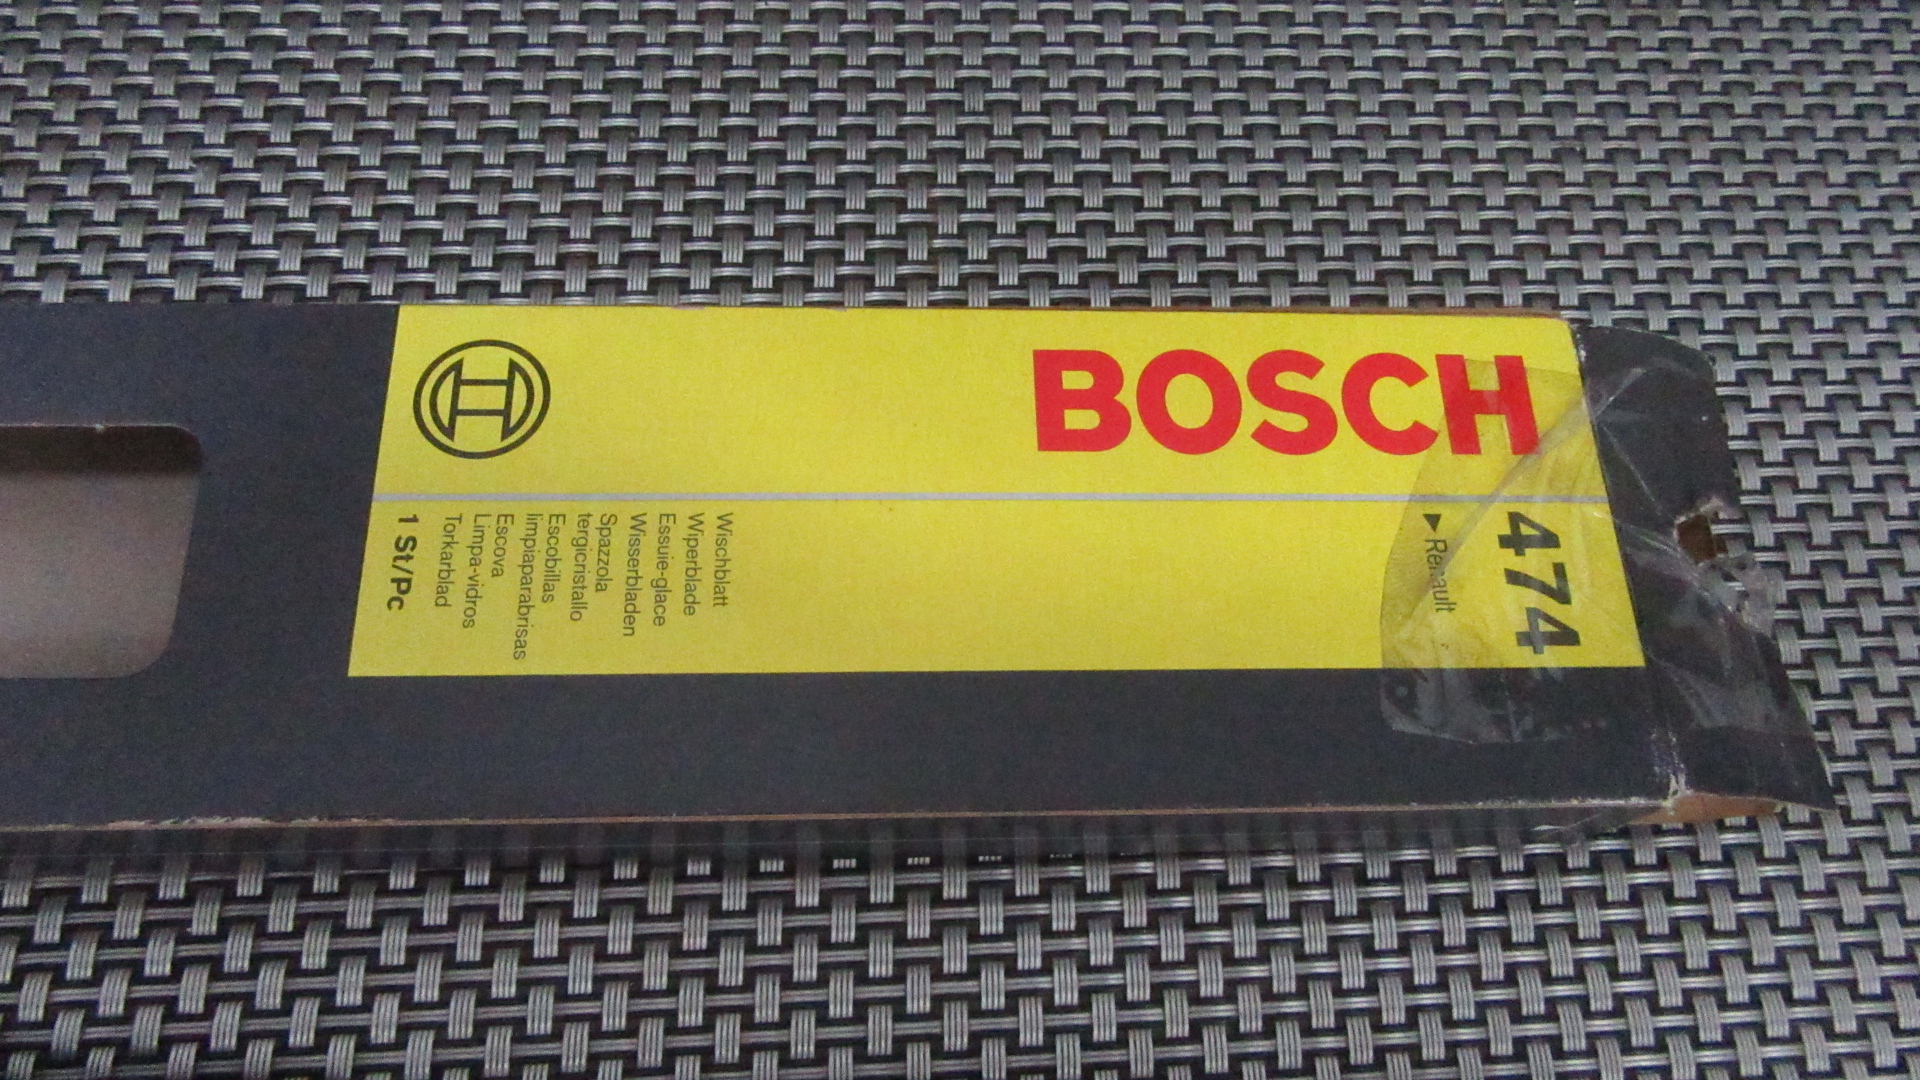 BOSCH
474
▶ Renault
Wischblatt
Wiperblade
Essuie-glace
Wisserbladen
Spazzola
tergicristallo
Escobillas
limpiaparabrisas
Escova
Limpa-vidros
Torkarblad
1 St/Pc